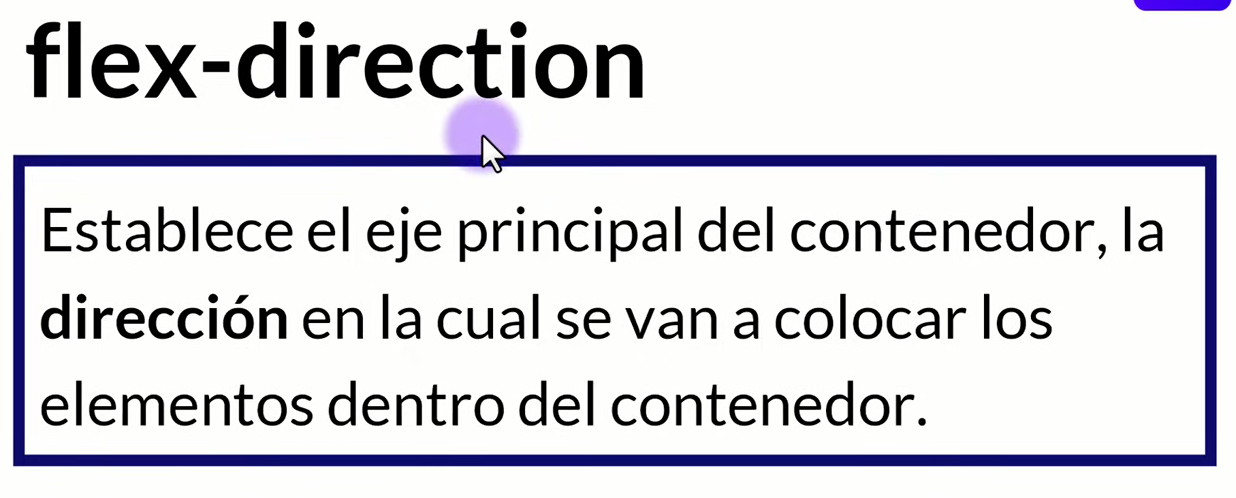 flex-direction
Establece el eje principal del contenedor, la
dirección en la cual se van a colocar los
elementos dentro del contenedor.